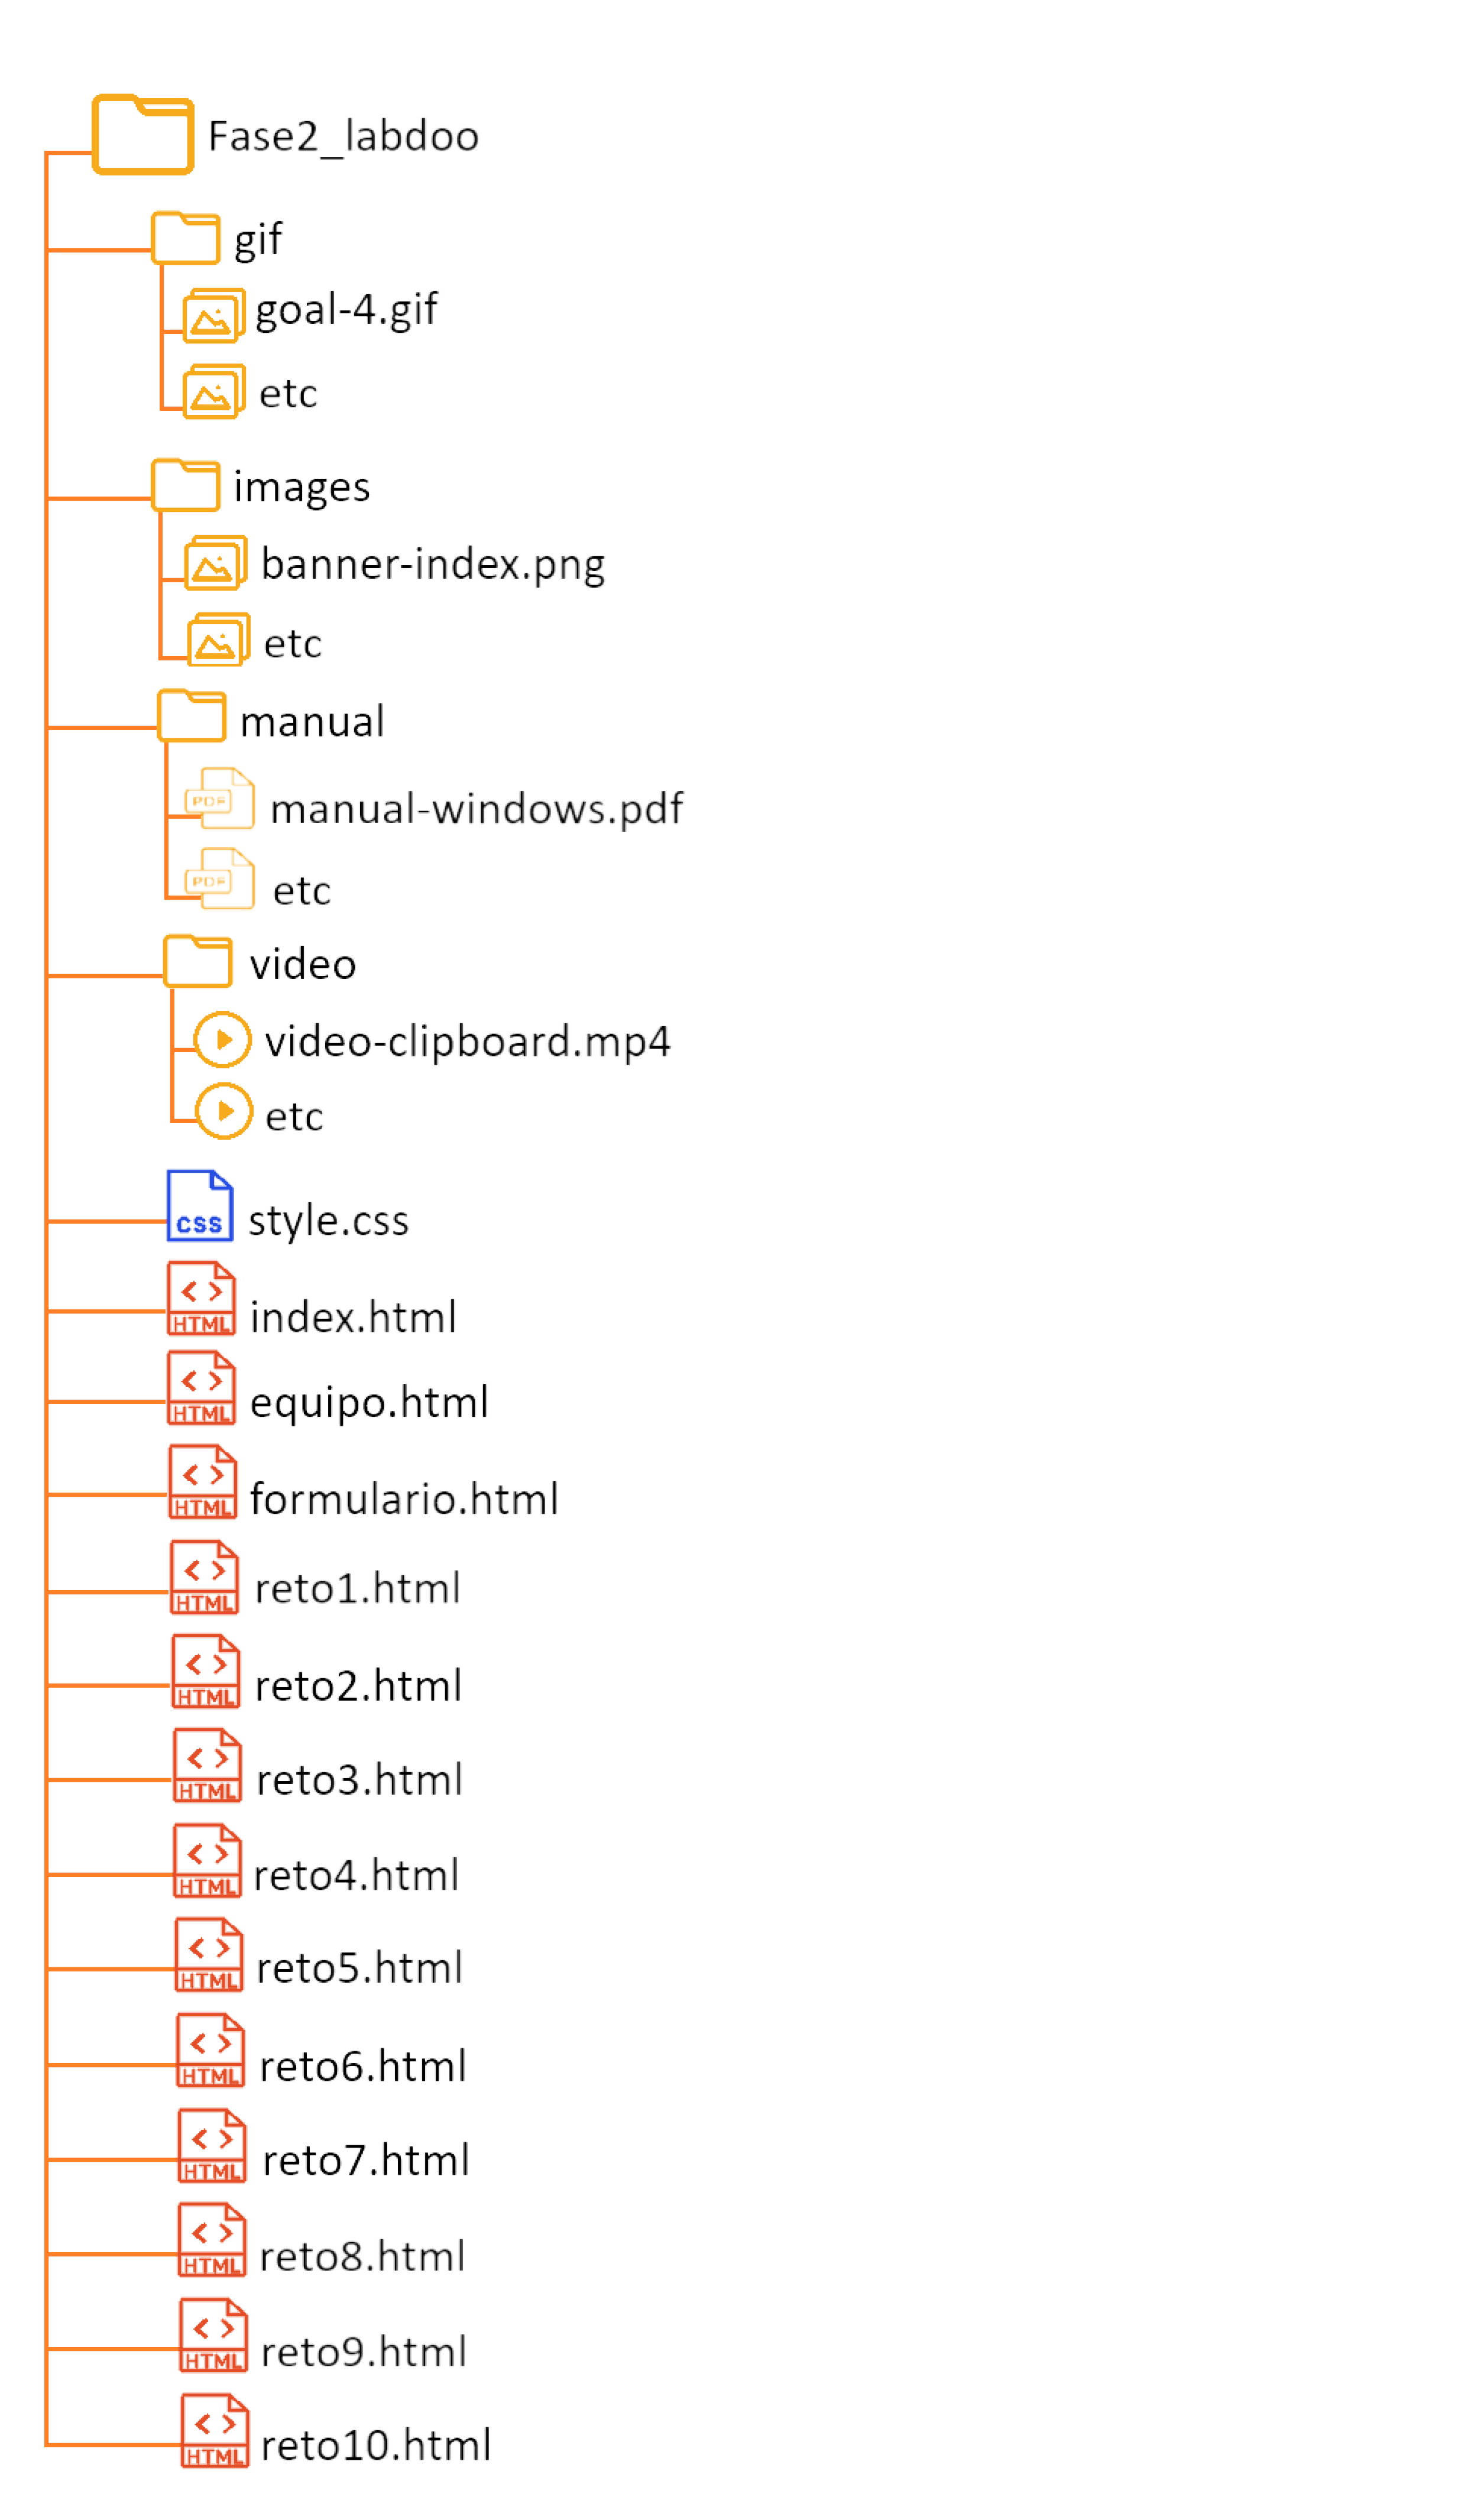 Fase2_labdoo
gif
goal-4.gif
etc
images
banner-index.png
etc
manual
PDF manual-windows.pdf
PDF etc
video
video-clipboard.mp4
etc
CSS style.css
<> HTML index.html
<> HTML equipo.html
<> HTML formulario.html
<> HTML reto1.html
<> HTML reto2.html
<> HTML reto3.html
<> HTML reto4.html
<> HTML reto5.html
<> HTML reto6.html
<> HTML reto7.html
<> HTML reto8.html
<> HTML reto9.html
<> HTML reto10.html